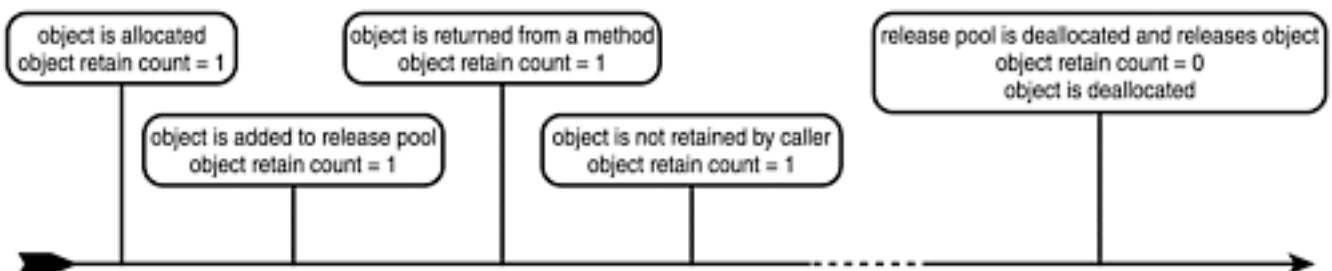 object is allocated
object retain count = 1
object is added to release pool
object retain count = 1
object is returned from a method
object retain count = 1
object is not retained by caller
object retain count = 1
release pool is deallocated and releases object
object retain count = 0
object is deallocated